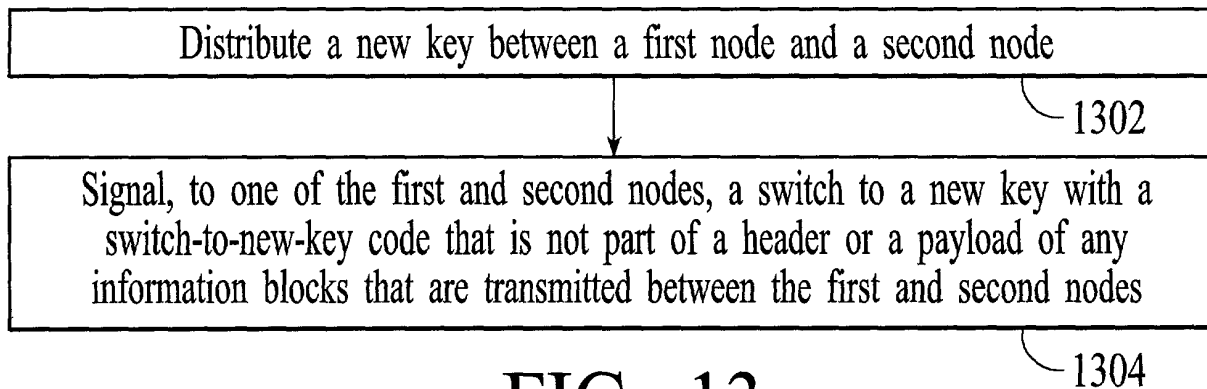 Distribute a new key between a first node and a second node
1302
Signal, to one of the first and second nodes, a switch to a new key with a
switch-to-new-key code that is not part of a header or a payload of any
information blocks that are transmitted between the first and second nodes
1304
FIG. 13